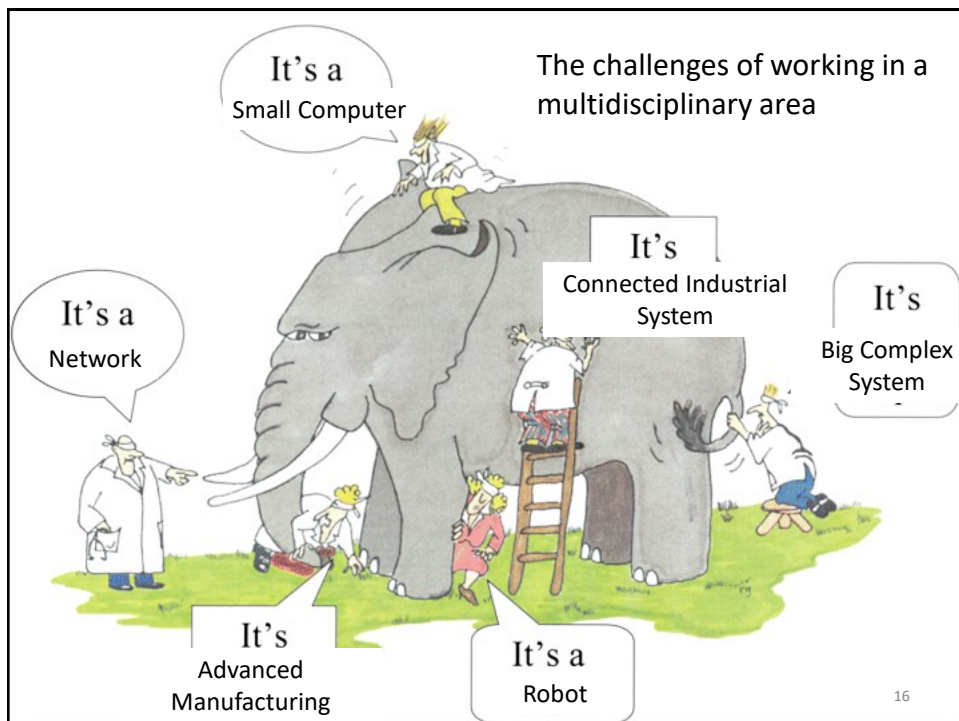 The challenges of working in a
multidisciplinary area
It's a
Small Computer
It's
Connected Industrial
System
It's
Big Complex
System
It's a
Network
It's
Advanced
Manufacturing
It's a
Robot
16